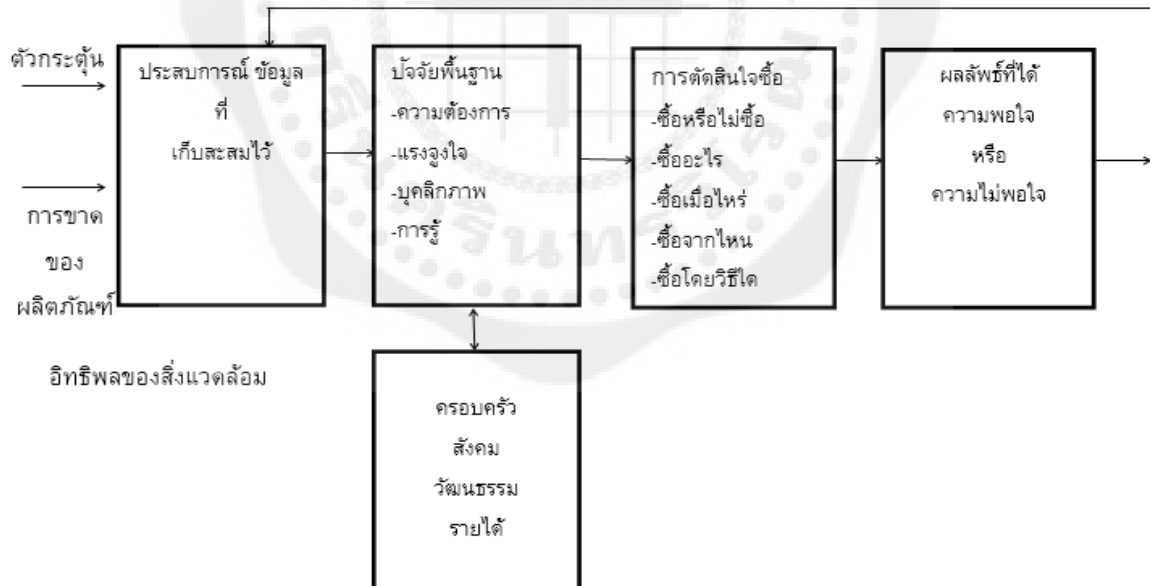 ตัวกระตุ้น
การขาด
ของ
ผลิตภัณฑ์
ประสบการณ์ ข้อมูล
ที่
เก็บสะสมไว้
ปัจจัยพื้นฐาน
-ความต้องการ
-แรงจูงใจ
-บุคลิกภาพ
-การรู้
การตัดสินใจซื้อ
-ซื้อหรือไม่ซื้อ
-ซื้ออะไร
-ซื้อเมื่อไหร่
-ซื้อจากไหน
-ซื้อโดยวิธีใด
ผลลัพธ์ที่ได้
ความพอใจ
หรือ
ความไม่พอใจ
อิทธิพลของสิ่งแวดล้อม
ครอบครัว
สังคม
วัฒนธรรม
รายได้